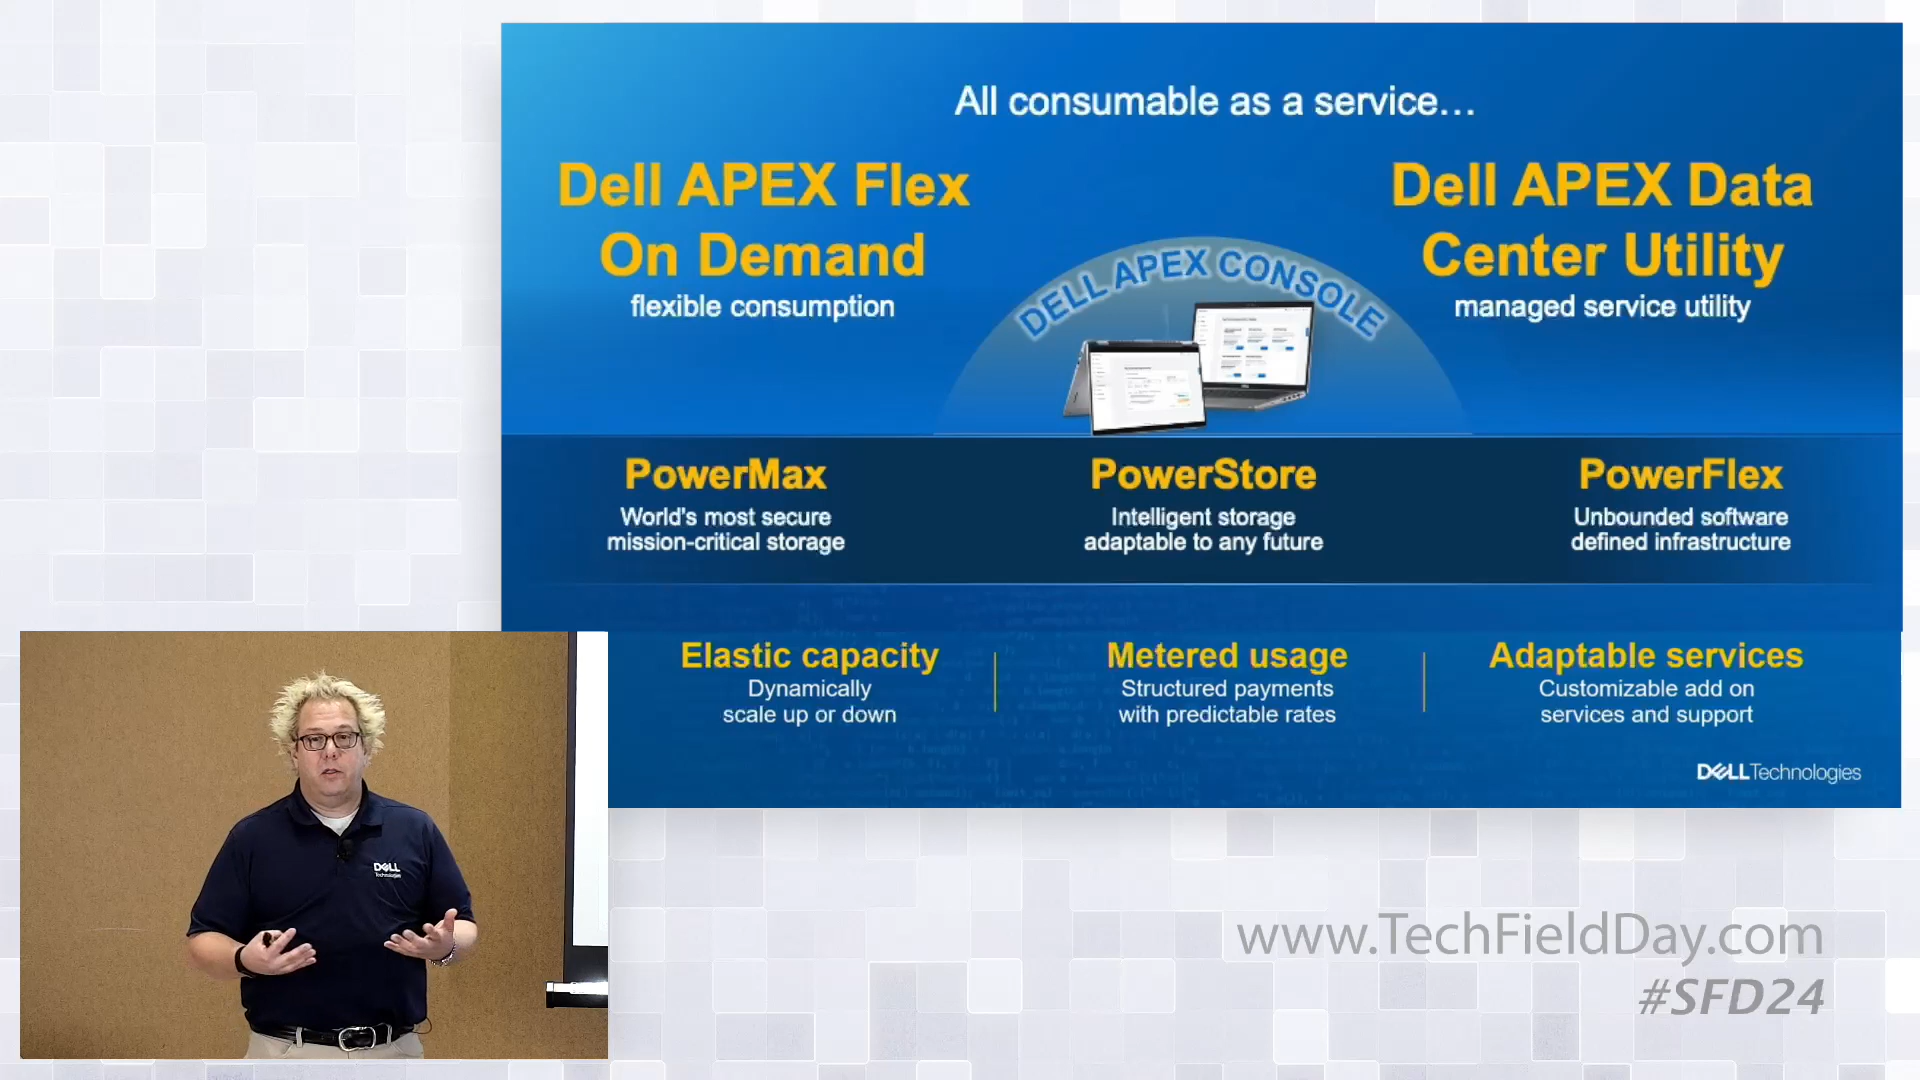 All consumable as a service…
Dell APEX Flex
On Demand
flexible consumption
DELL APEX CONSOLE
Dell APEX Data
Center Utility
managed service utility
PowerMax
World's most secure
mission-critical storage
PowerStore
Intelligent storage
adaptable to any future
PowerFlex
Unbounded software
defined infrastructure
Elastic capacity
Dynamically
scale up or down
Metered usage
Structured payments
with predictable rates
Adaptable services
Customizable add on
services and support
DELL Technologies
DELL
Technologies
www.TechFieldDay.com
#SFD24